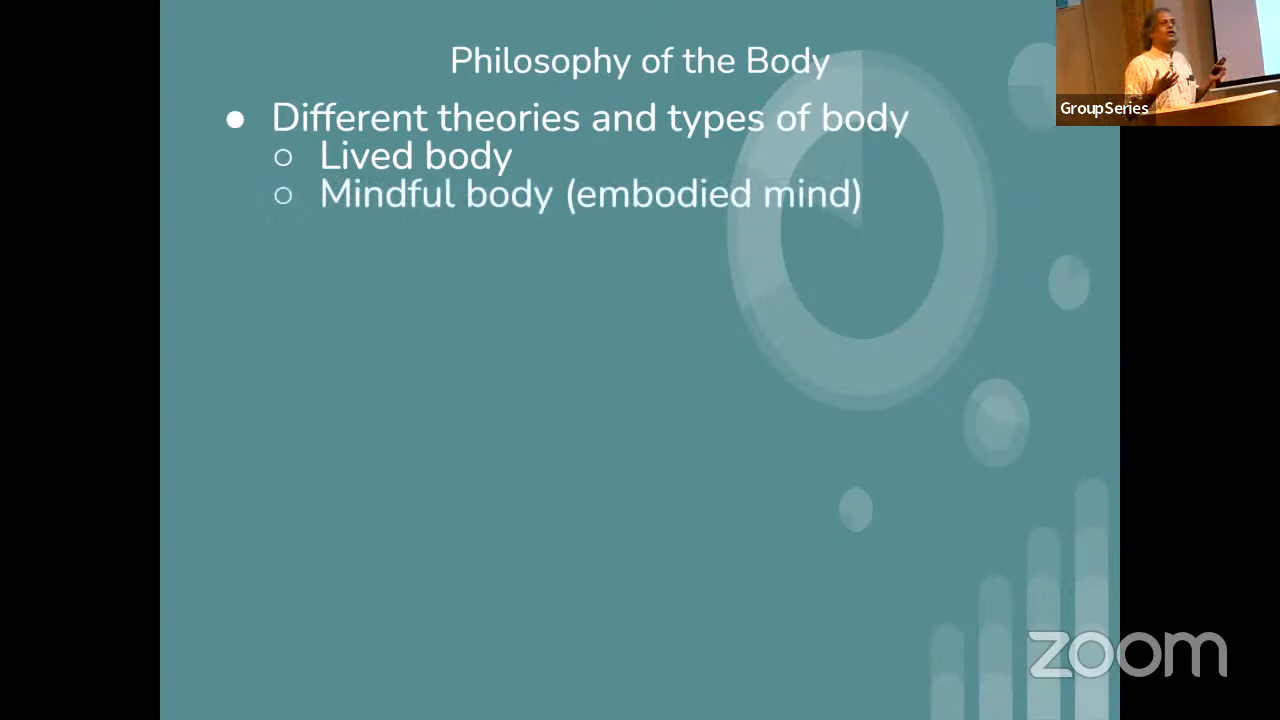 Philosophy of the Body
● Different theories and types of body
○ Lived body
○ Mindful body (embodied mind)
GroupSeries
zoom